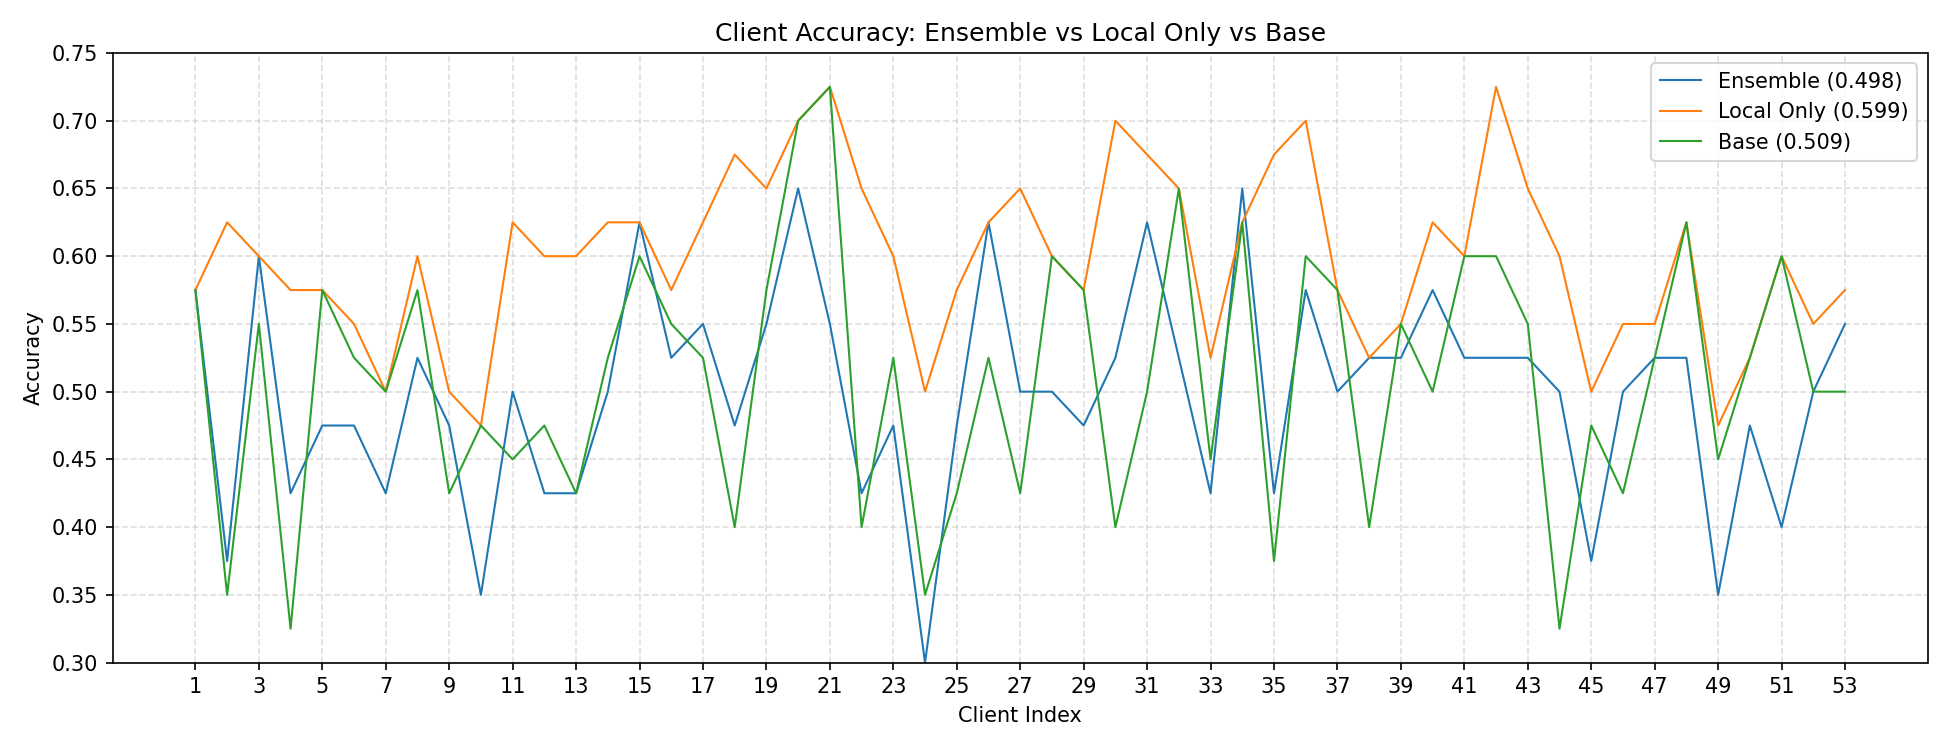 Client Accuracy: Ensemble vs Local Only vs Base
Ensemble (0.498)
Local Only (0.599)
Base (0.509)
Accuracy
0.75
0.70
0.65
0.60
0.55
0.50
0.45
0.40
0.35
0.30
1 3 5 7 9 11 13 15 17 19 21 23 25 27 29 31 33 35 37 39 41 43 45 47 49 51 53
Client Index